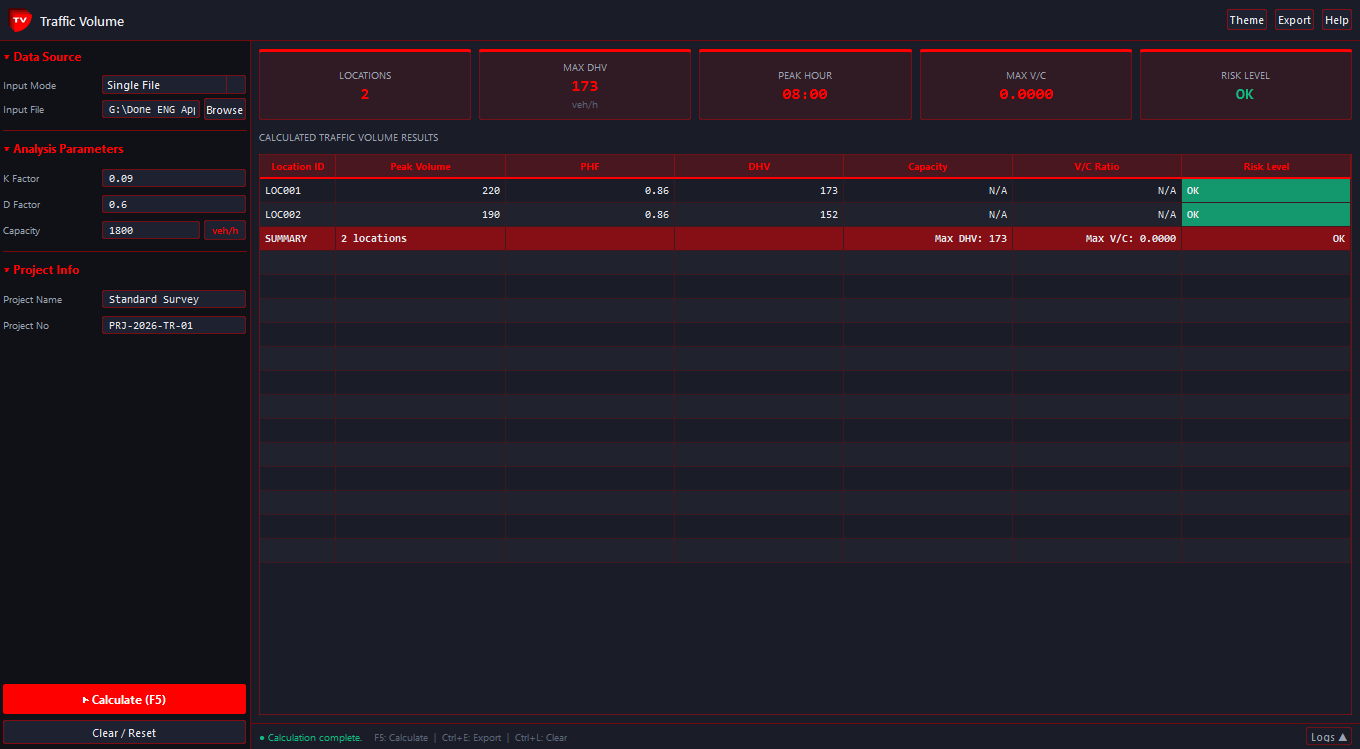 TV Traffic Volume Theme Export Help
▾ Data Source
Input Mode Single File
Input File G:\Done ENG Ap Browse
▾ Analysis Parameters
K Factor 0.09
D Factor 0.6
Capacity 1800 veh/h
▾ Project Info
Project Name Standard Survey
Project No PRJ-2026-TR-01
▶ Calculate (F5)
Clear / Reset
LOCATIONS
2
MAX DHV
173
veh/h
PEAK HOUR
08:00
MAX V/C
0.0000
RISK LEVEL
OK
CALCULATED TRAFFIC VOLUME RESULTS
Location ID Peak Volume PHF DHV Capacity V/C Ratio Risk Level
LOC001 220 0.86 173 N/A N/A OK
LOC002 190 0.86 152 N/A N/A OK
SUMMARY 2 locations Max DHV: 173 Max V/C: 0.0000 OK
● Calculation complete. F5: Calculate | Ctrl+E: Export | Ctrl+L: Clear Logs ▲